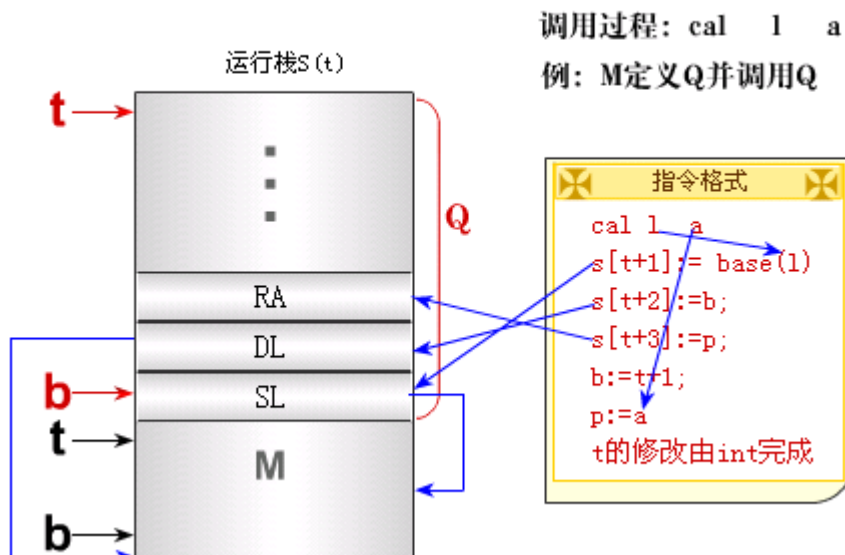 调用过程: cal l a
例: M定义Q并调用Q
运行栈S(t)
t
Q
RA
DL
b
SL
t
M
b
指令格式
cal l a
s[t+1]:= base(l)
s[t+2]:=b;
s[t+3]:=p;
b:=t+1;
p:=a
t的修改由int完成